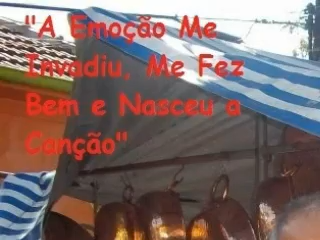 "A Emoção Me
Invadiu, Me Fez
Bem e Nasceu a
Canção"